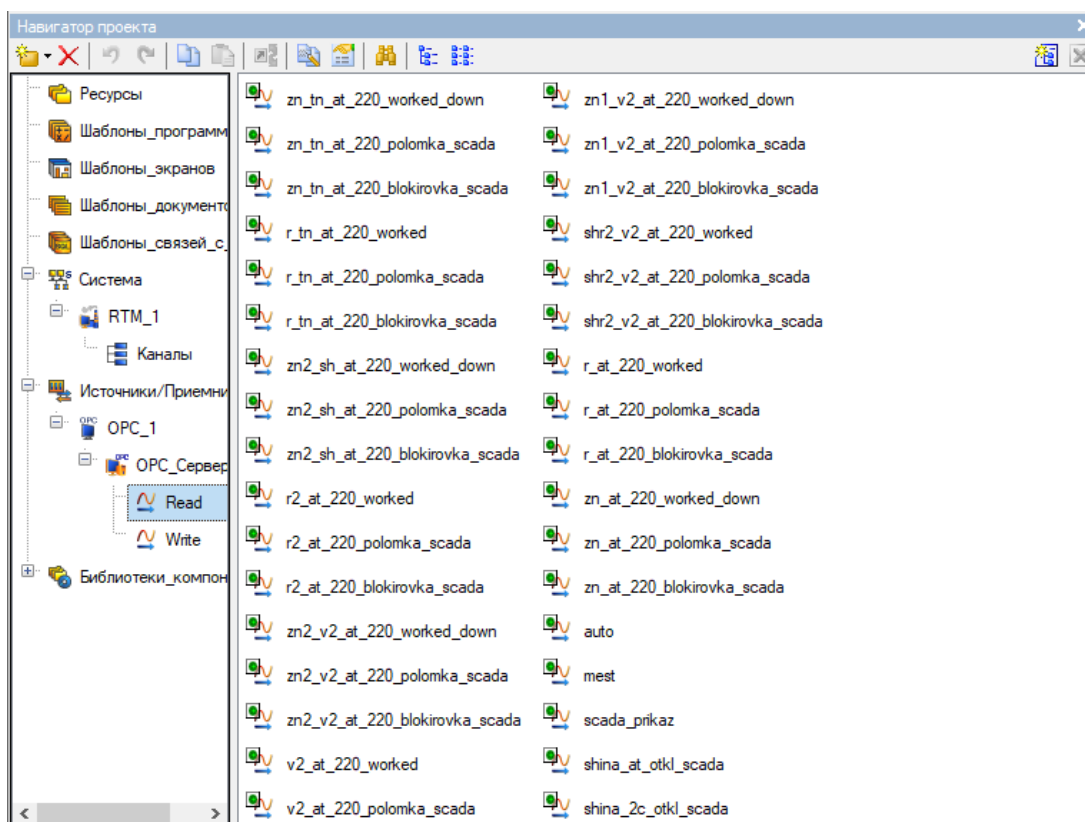 Навигатор проекта
Ресурсы
Шаблоны_программ
Шаблоны_экранов
Шаблоны_документо
Шаблоны_связей_с_
Система
RTM_1
Каналы
Источники/Приемни
OPC_1
OPC_Сервер
Read
Write
Библиотеки_компон
zn_tn_at_220_worked_down
zn_tn_at_220_polomka_scada
zn_tn_at_220_blokirovka_scada
r_tn_at_220_worked
r_tn_at_220_polomka_scada
r_tn_at_220_blokirovka_scada
zn2_sh_at_220_worked_down
zn2_sh_at_220_polomka_scada
zn2_sh_at_220_blokirovka_scada
r2_at_220_worked
r2_at_220_polomka_scada
r2_at_220_blokirovka_scada
zn2_v2_at_220_worked_down
zn2_v2_at_220_polomka_scada
zn2_v2_at_220_blokirovka_scada
v2_at_220_worked
v2_at_220_polomka_scada
zn1_v2_at_220_worked_down
zn1_v2_at_220_polomka_scada
zn1_v2_at_220_blokirovka_scada
shr2_v2_at_220_worked
shr2_v2_at_220_polomka_scada
shr2_v2_at_220_blokirovka_scada
r_at_220_worked
r_at_220_polomka_scada
r_at_220_blokirovka_scada
zn_at_220_worked_down
zn_at_220_polomka_scada
zn_at_220_blokirovka_scada
auto
mest
scada_prikaz
shina_at_otkl_scada
shina_2c_otkl_scada